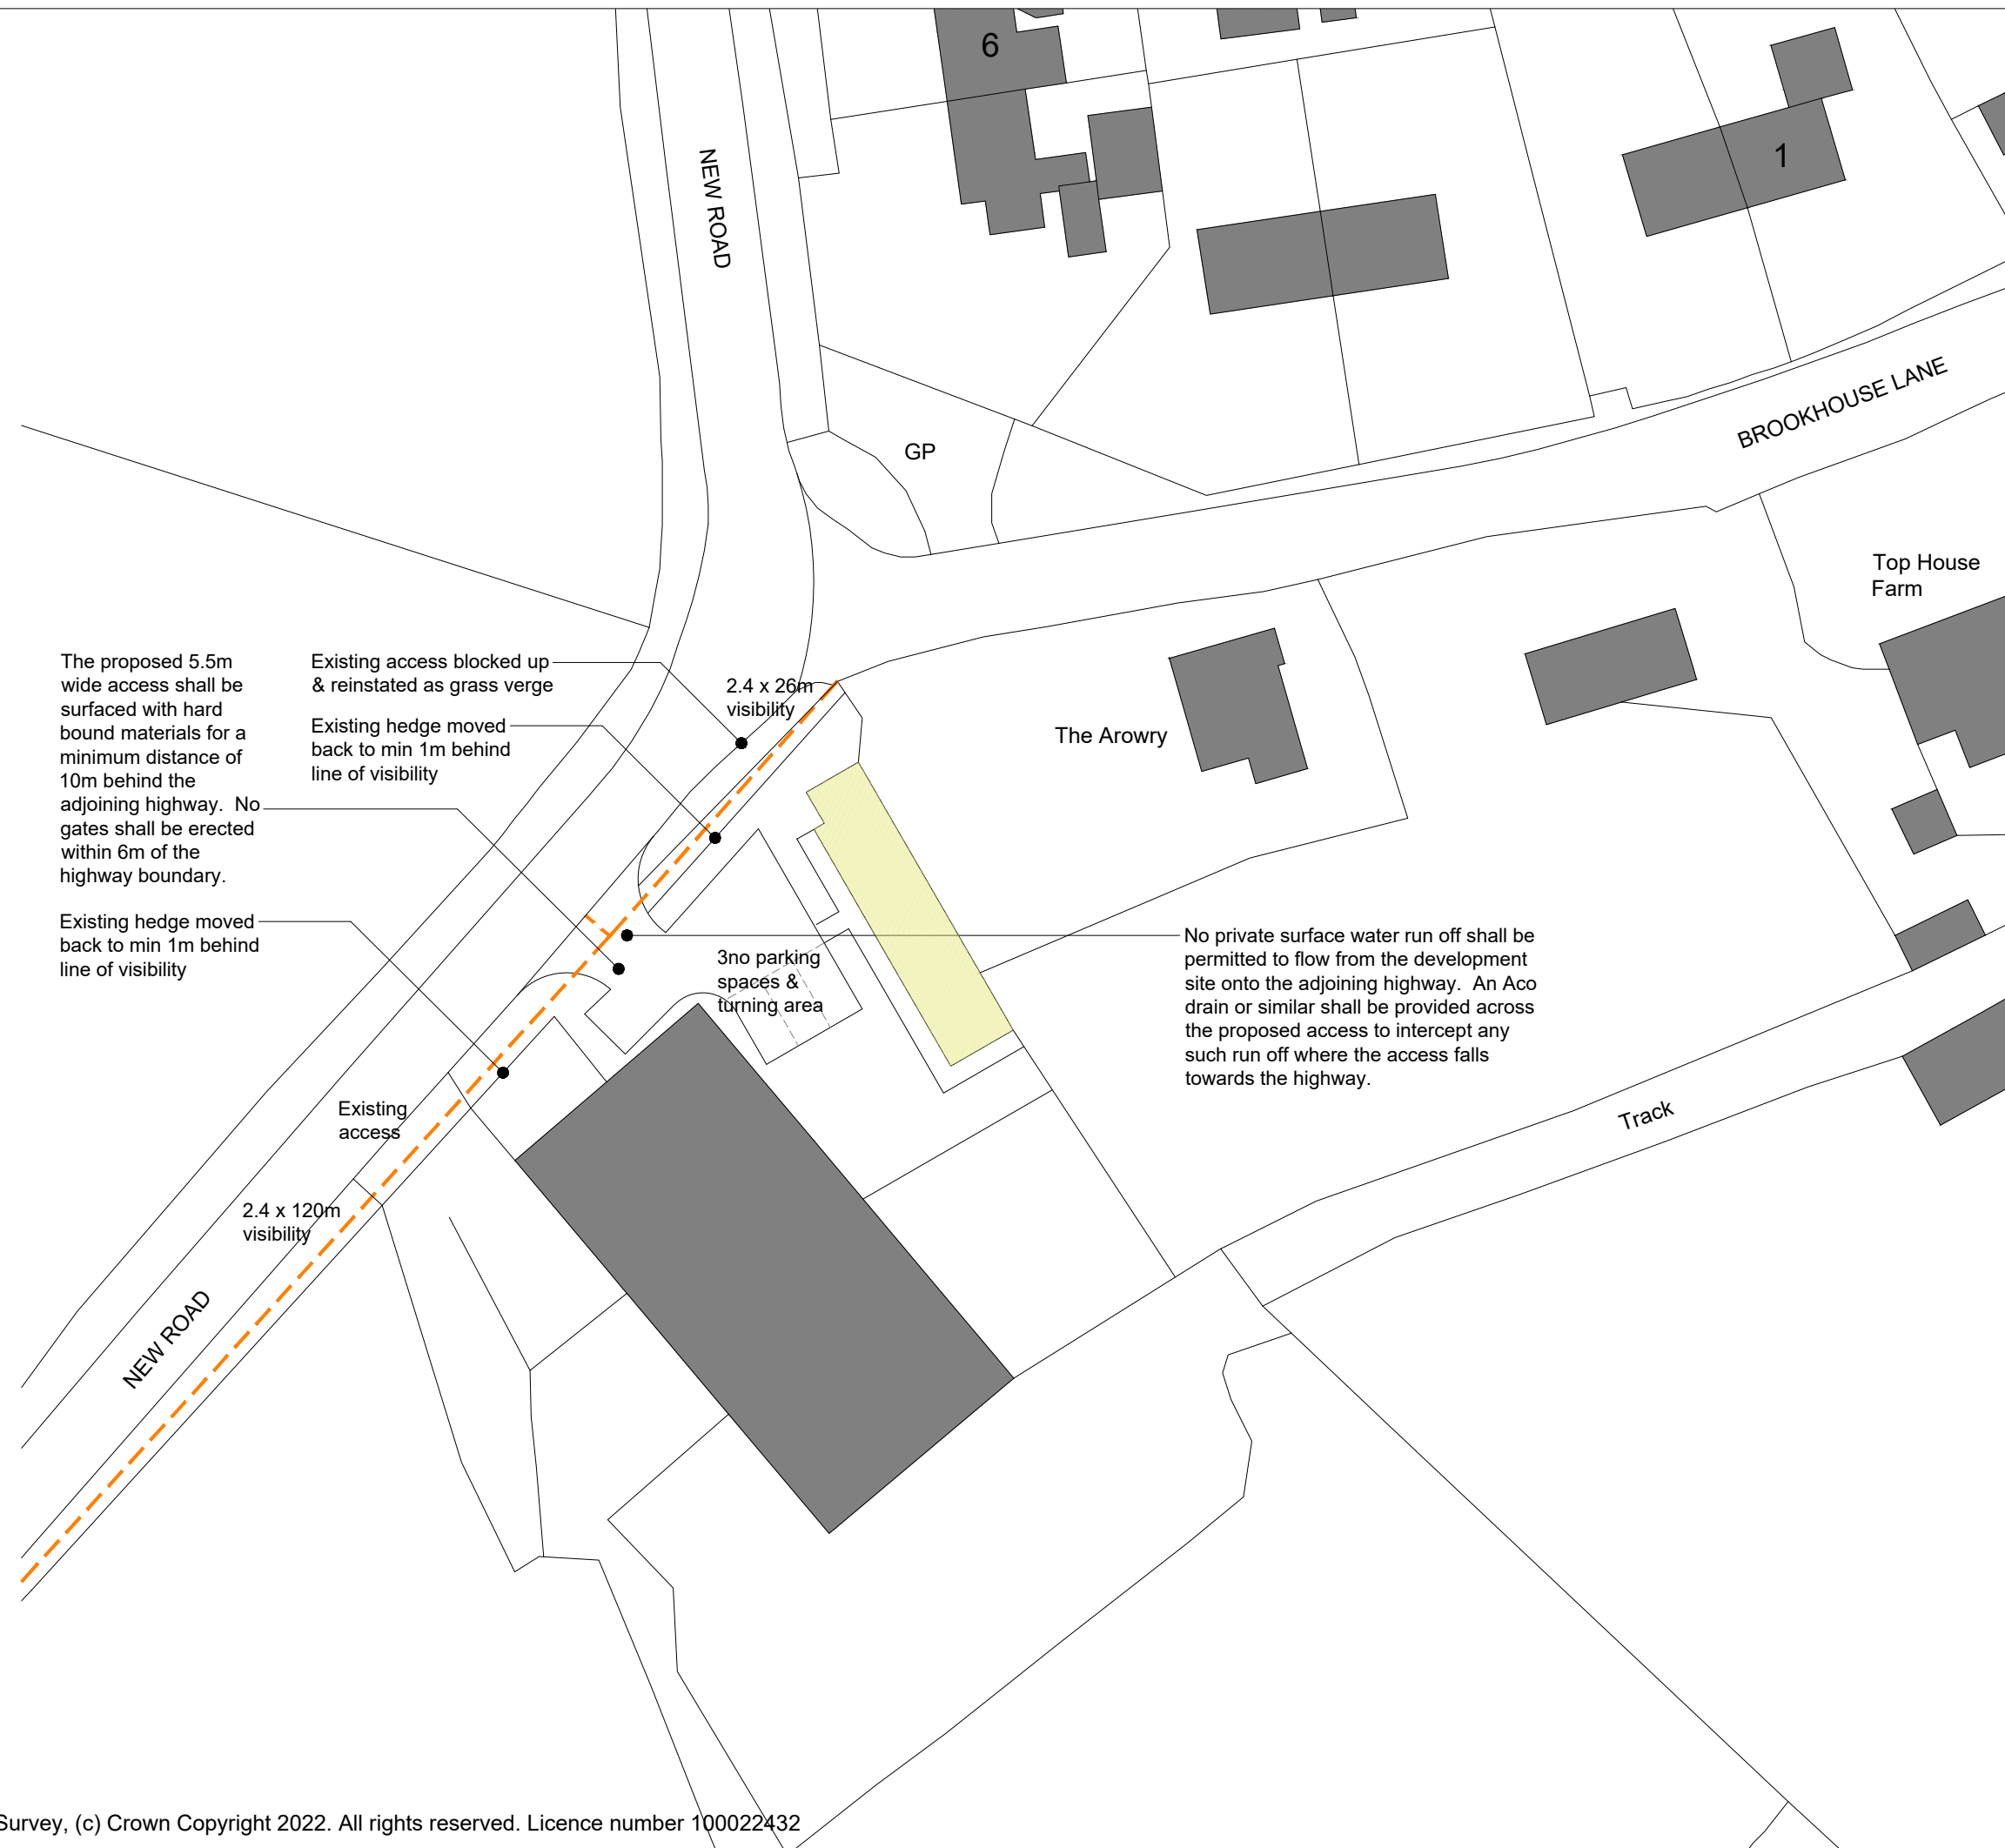 6
1
NEW ROAD
BROOKHOUSE LANE
GP
Top House
Farm
The proposed 5.5m
wide access shall be
surfaced with hard
bound materials for a
minimum distance of
10m behind the
adjoining highway.  No
gates shall be erected
within 6m of the
highway boundary.
Existing access blocked up
& reinstated as grass verge
Existing hedge moved
back to min 1m behind
line of visibility
2.4 x 26m
visibility
The Arowry
Existing hedge moved
back to min 1m behind
line of visibility
3no parking
spaces &
turning area
No private surface water run off shall be
permitted to flow from the development
site onto the adjoining highway.  An Aco
drain or similar shall be provided across
the proposed access to intercept any
such run off where the access falls
towards the highway.
Existing
access
Track
2.4 x 120m
visibility
NEW ROAD
Survey, (c) Crown Copyright 2022. All rights reserved. Licence number 100022432